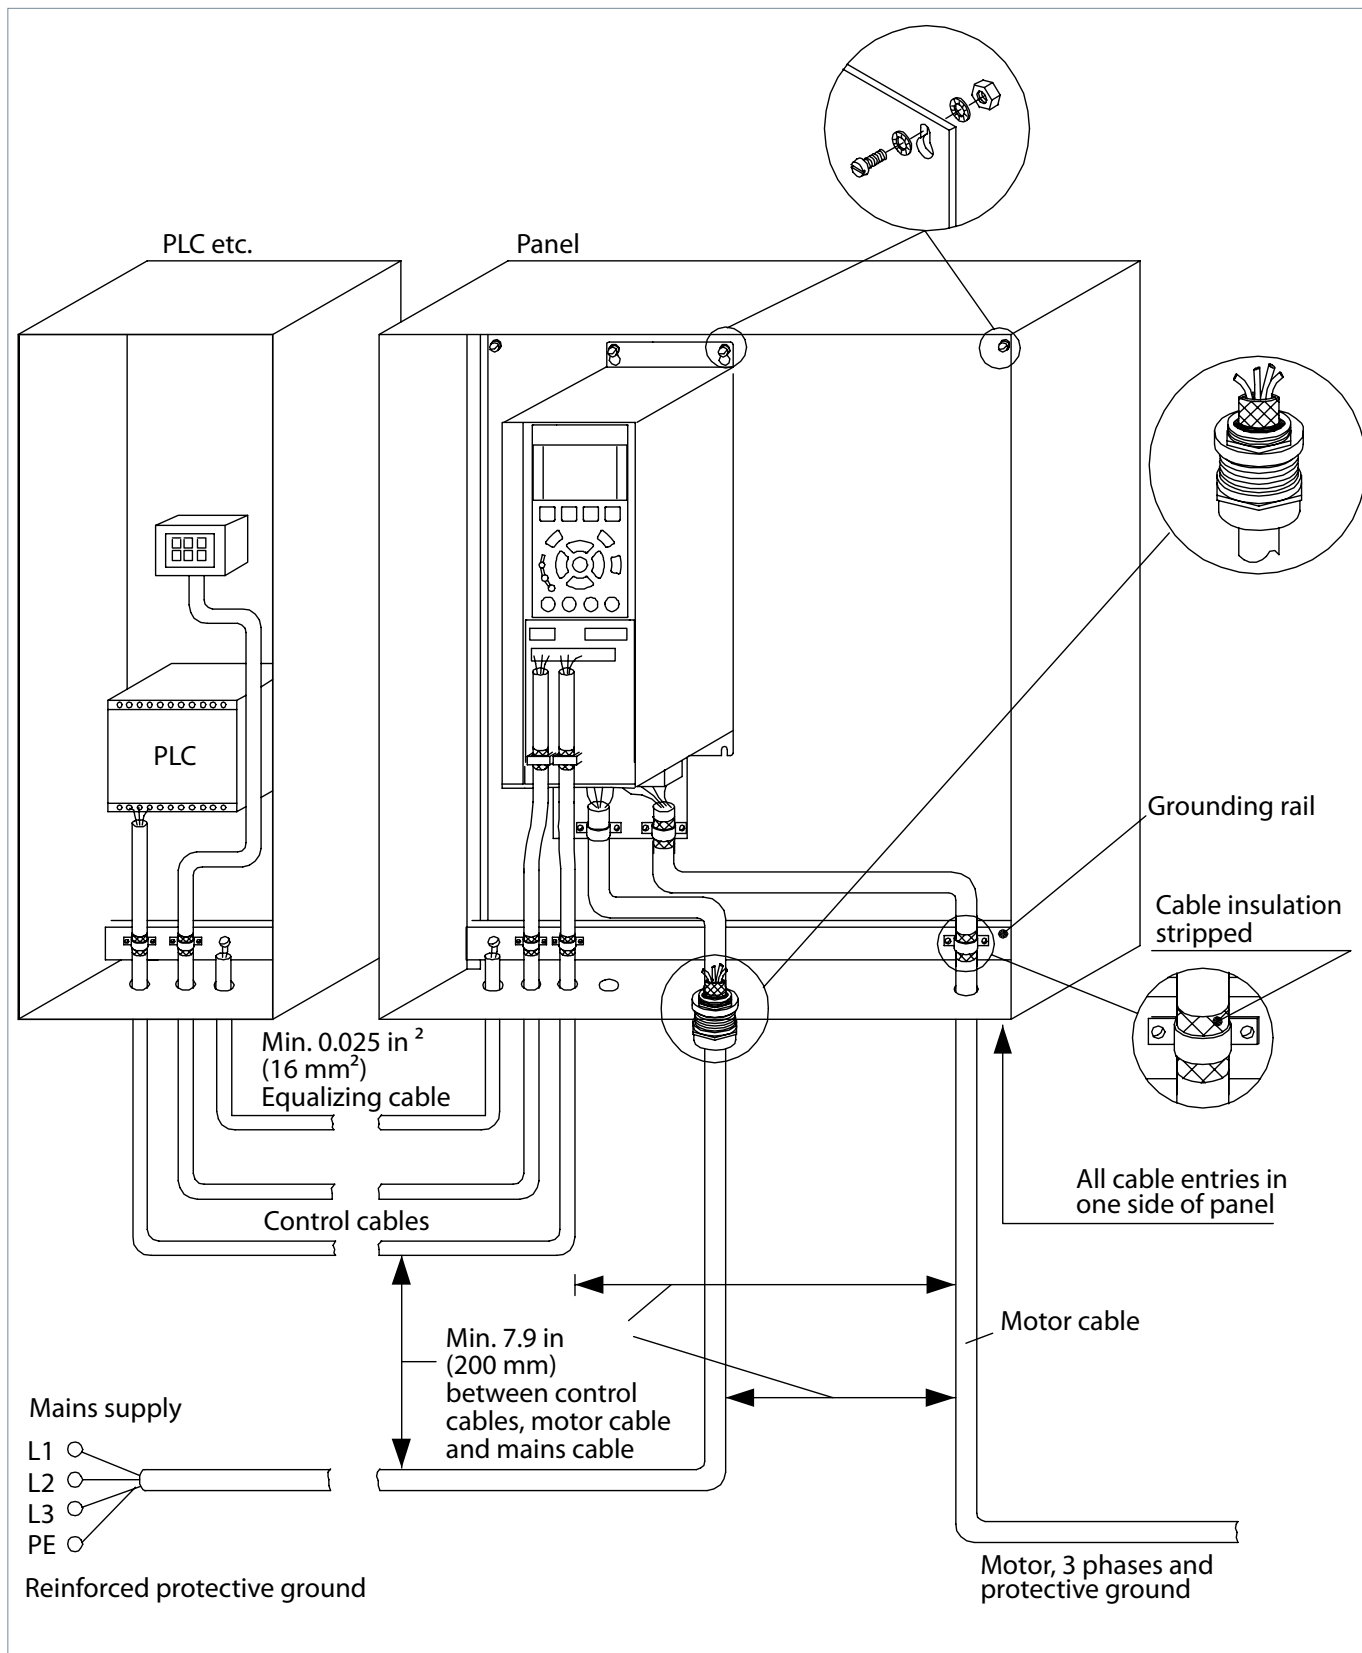 PLC etc.
Panel
PLC
Grounding rail
Cable insulation
stripped
Min. 0.025 in ²
(16 mm²)
Equalizing cable
All cable entries in
one side of panel
Control cables
Min. 7.9 in
(200 mm)
between control
cables, motor cable
and mains cable
Motor cable
Mains supply
L1
L2
L3
PE
Reinforced protective ground
Motor, 3 phases and
protective ground